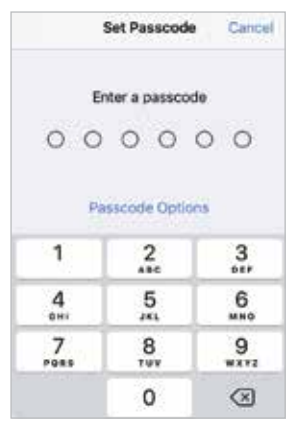 Set Passcode Cancel
Enter a passcode
Passcode Options
1 2 3
ABC DEF
4 5 6
GHI JKL MNO
7 8 9
PQRS TUV WXYZ
0